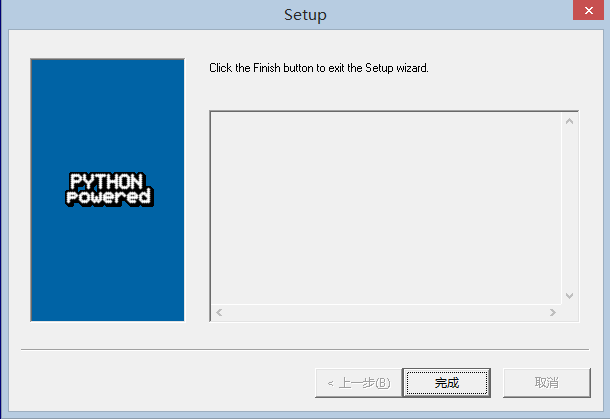 Setup
Click the Finish button to exit the Setup wizard.
PYTHON
Powered
< 上一步(B)
完成
取消